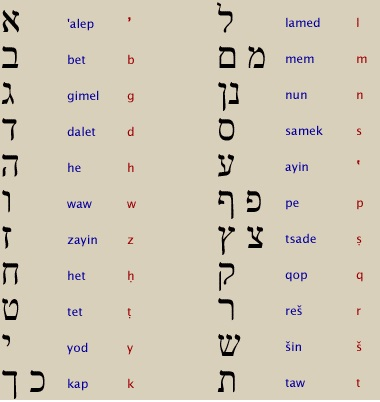 א 'alep ʼ
ב bet b
ג gimel g
ד dalet d
ה he h
ו waw w
ז zayin z
ח het ḥ
ט tet ṭ
י yod y
ך כ kap k
ל lamed l
ם מ mem m
נן nun n
ס samek s
ע ayin ʽ
ף פ pe p
ץ צ tsade ṣ
ק qop q
ר reš r
ש šin š
ת taw t